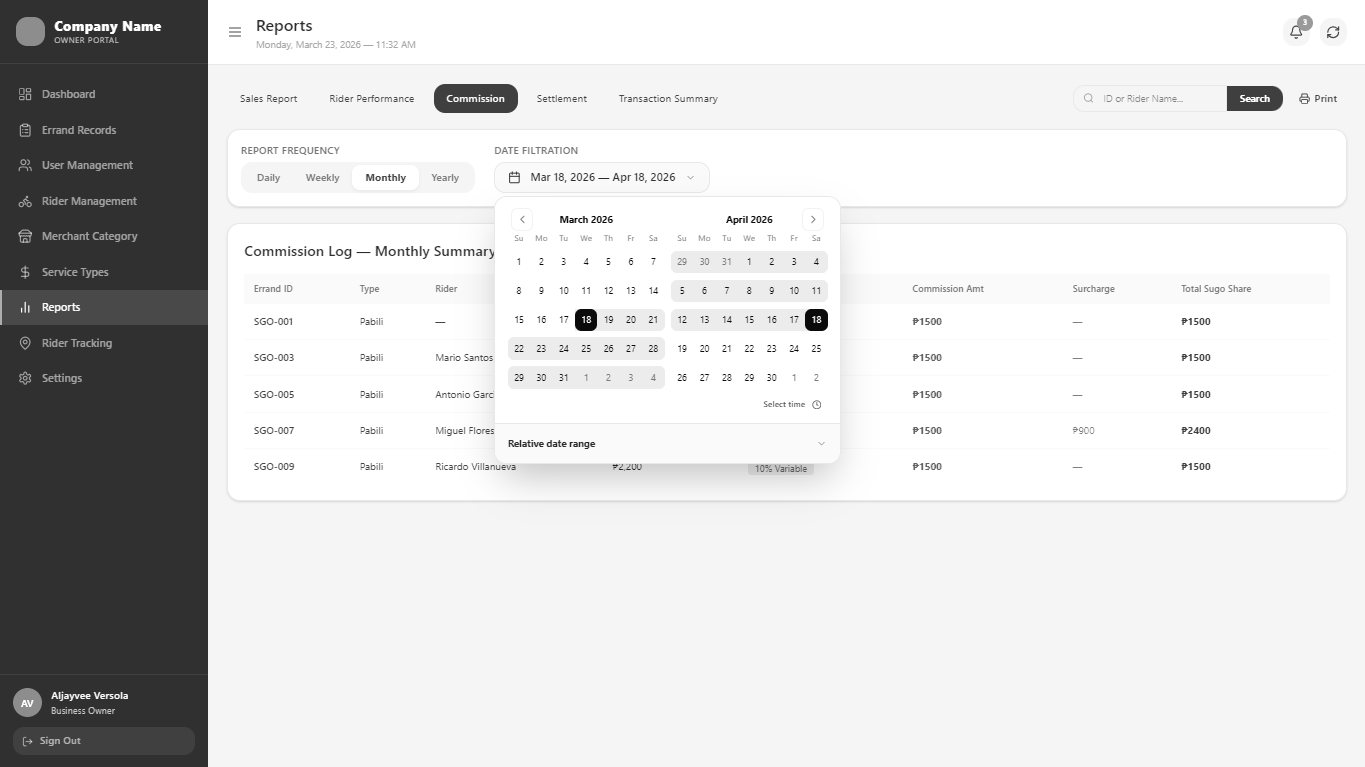 Company Name
OWNER PORTAL
Dashboard
Errand Records
User Management
Rider Management
Merchant Category
Service Types
Reports
Rider Tracking
Settings
AV
Aljayvee Versola
Business Owner
Sign Out
Reports
Monday, March 23, 2026 — 11:32 AM
3
Sales Report Rider Performance Commission Settlement Transaction Summary
ID or Rider Name... Search Print
REPORT FREQUENCY DATE FILTRATION
Daily Weekly Monthly Yearly Mar 18, 2026 — Apr 18, 2026
March 2026
Su Mo Tu We Th Fr Sa
1 2 3 4 5 6 7
8 9 10 11 12 13 14
15 16 17 18 19 20 21
22 23 24 25 26 27 28
29 30 31 1 2 3 4
April 2026
Su Mo Tu We Th Fr Sa
29 30 31 1 2 3 4
5 6 7 8 9 10 11
12 13 14 15 16 17 18
19 20 21 22 23 24 25
26 27 28 29 30 1 2
Select time
Relative date range
Commission Log — Monthly Summary
Errand ID Type Rider Commission Amt Surcharge Total Sugo Share
SGO-001 Pabili — ₱1500 — ₱1500
SGO-003 Pabili Mario Santos ₱1500 — ₱1500
SGO-005 Pabili Antonio Garc ₱1500 — ₱1500
SGO-007 Pabili Miguel Flores ₱1500 ₱900 ₱2400
SGO-009 Pabili Ricardo Villanueva ₱2,200 10% Variable ₱1500 — ₱1500